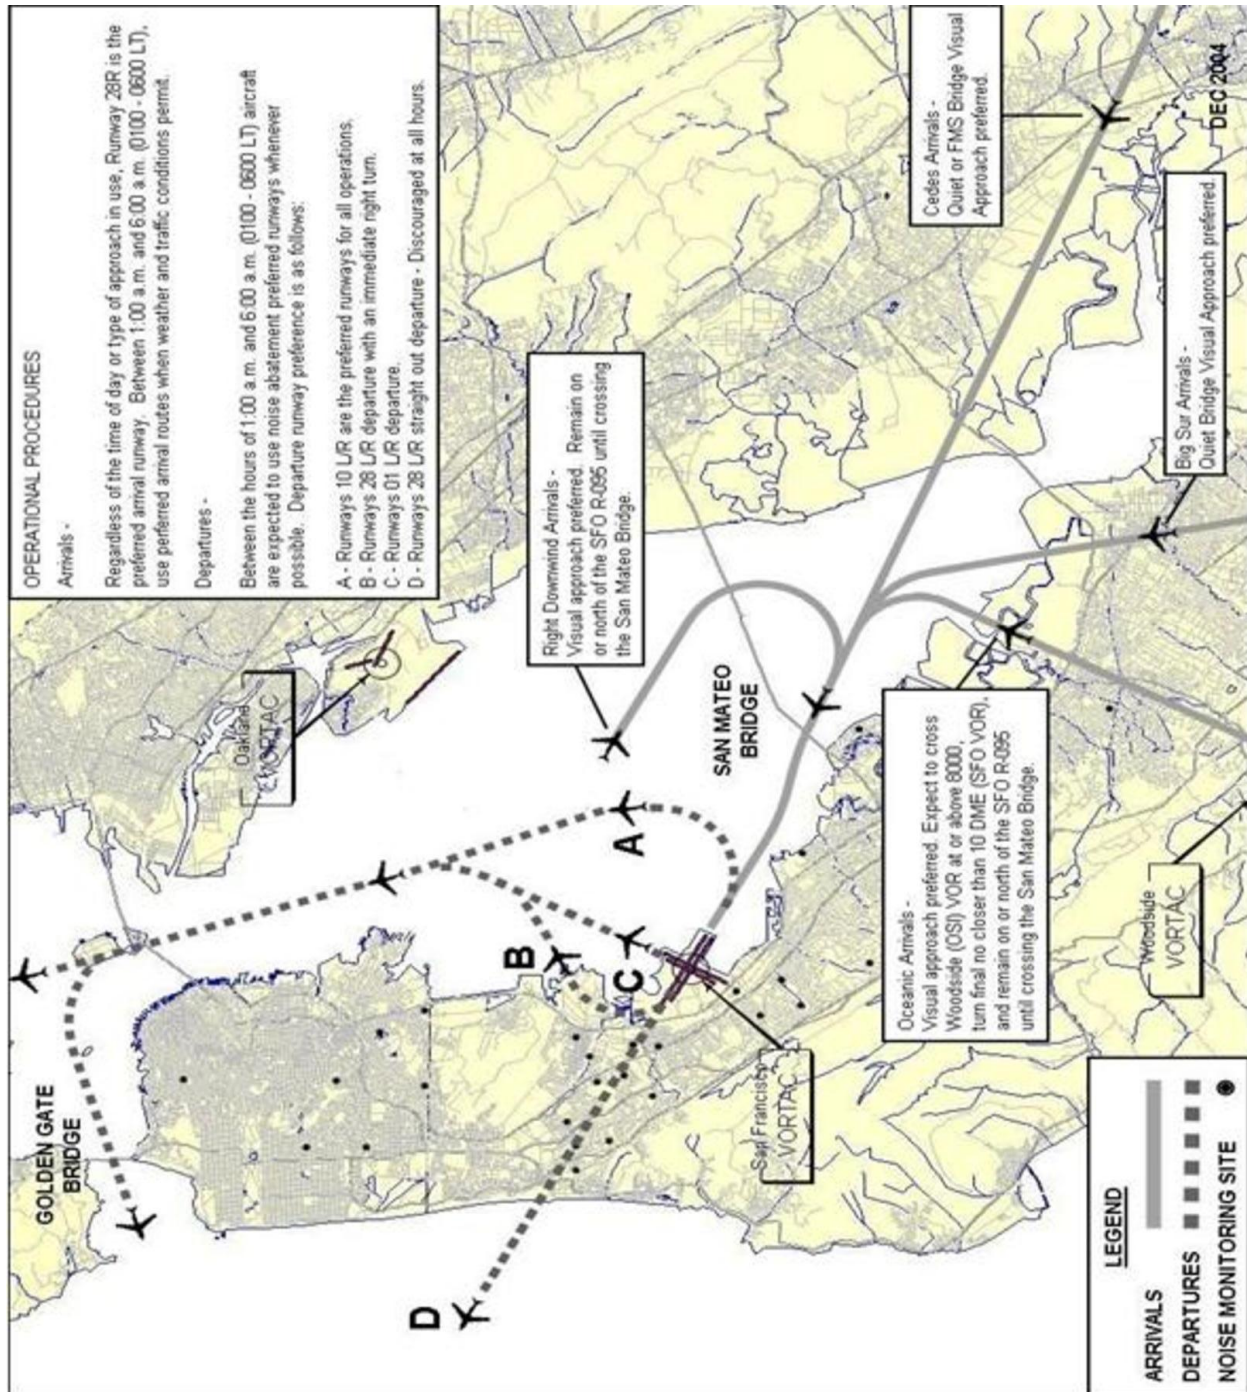 OPERATIONAL PROCEDURES
Arrivals -
Regardless of the time of day or type of approach in use, Runway 28R is the
preferred arrival runway. Between 1:00 a.m. and 6:00 a.m. (0100 - 0600 LT),
use perferred arrival routes when weather and traffic conditions permit.
Departures -
Between the hours of 1:00 a.m. and 6:00 a.m. (0100 - 0600 LT) aircraft
are expected to use noise abatement preferred runways whenever
possible. Departure runway preference is as follows:
A - Runways 10 L/R are the preferred runways for all operations.
B - Runways 28 L/R departure with an immediate right turn.
C - Runways 01 L/R departure.
D - Runways 28 L/R straight out departure - Discouraged at all hours.
GOLDEN GATE
BRIDGE
Oakland
VORTAC
Right Downwind Arrivals -
Visual approach preferred. Remain on
or north of the SFO R-095 until crossing
the San Mateo Bridge.
D
B
C
A
SAN MATEO
BRIDGE
San Francisco
VORTAC
Oceanic Arrivals -
Visual approach preferred. Expect to cross
Woodside (OSI) VOR at or above 8000,
turn final no closer than 10 DME (SFO VOR),
and remain on or north of the SFO R-095
until crossing the San Mateo Bridge.
Cedes Arrivals -
Quiet or FMS Bridge Visual
Approach preferred.
Woodside
VORTAC
Big Sur Arrivals -
Quiet Bridge Visual Approach preferred.
LEGEND
ARRIVALS
DEPARTURES
NOISE MONITORING SITE
DEC 2004